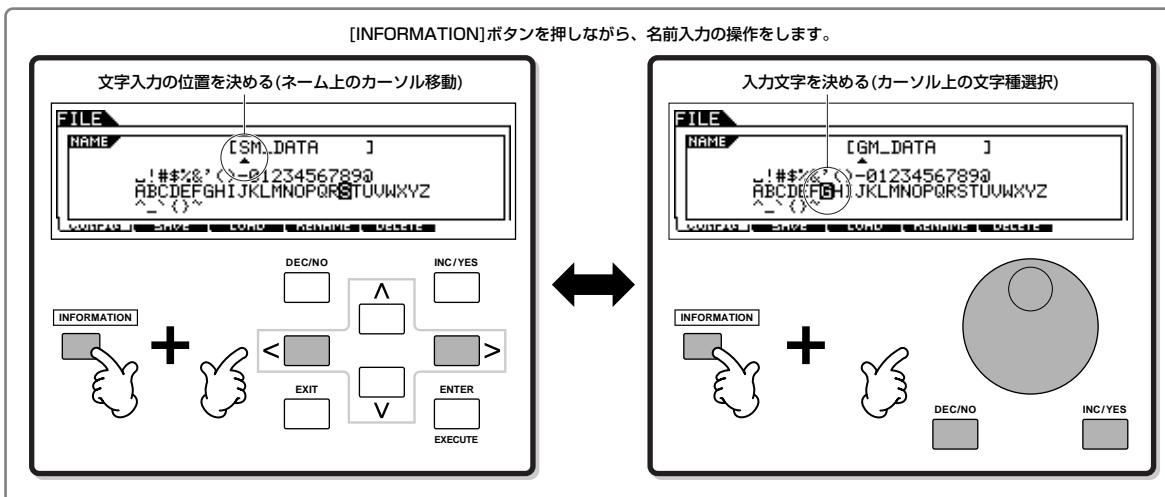 [INFORMATION]ボタンを押しながら、名前入力の操作をします。
文字入力の位置を決める(ネーム上のカーソル移動)
FILE
NAME
[SM_DATA ]
␣!#$%&'()-0123456789@
ABCDEFGHIJKLMNOPQRSTUVWXYZ
^_`{}~
CONFIG SAVE LOAD RENAME DELETE
DEC/NO
INC/YES
INFORMATION
+
<
>
∧
∨
EXIT
ENTER
EXECUTE
入力文字を決める(カーソル上の文字種選択)
FILE
NAME
[GM_DATA ]
␣!#$%&'()-0123456789@
ABCDEFGHIJKLMNOPQRSTUVWXYZ
^_`{}~
CONFIG SAVE LOAD RENAME DELETE
INFORMATION
+
DEC/NO
INC/YES